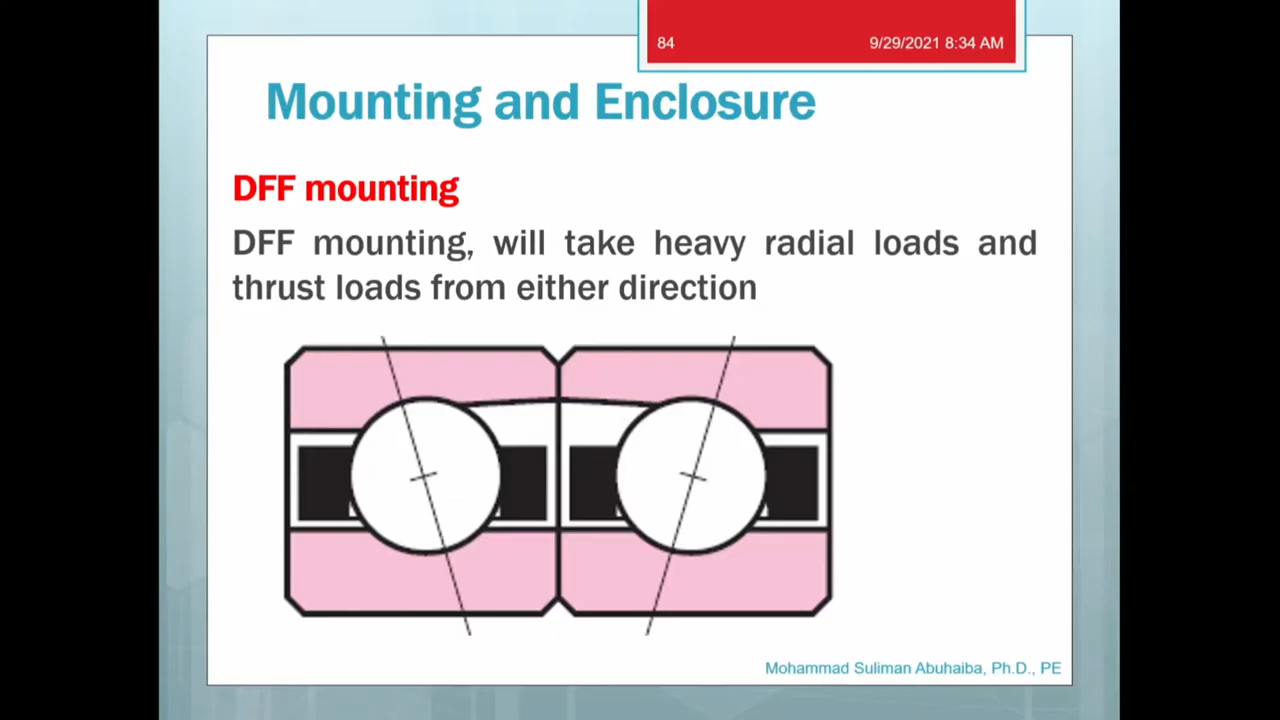 84 9/29/2021 8:34 AM
Mounting and Enclosure
DFF mounting
DFF mounting, will take heavy radial loads and
thrust loads from either direction
Mohammad Suliman Abuhaiba, Ph.D., PE